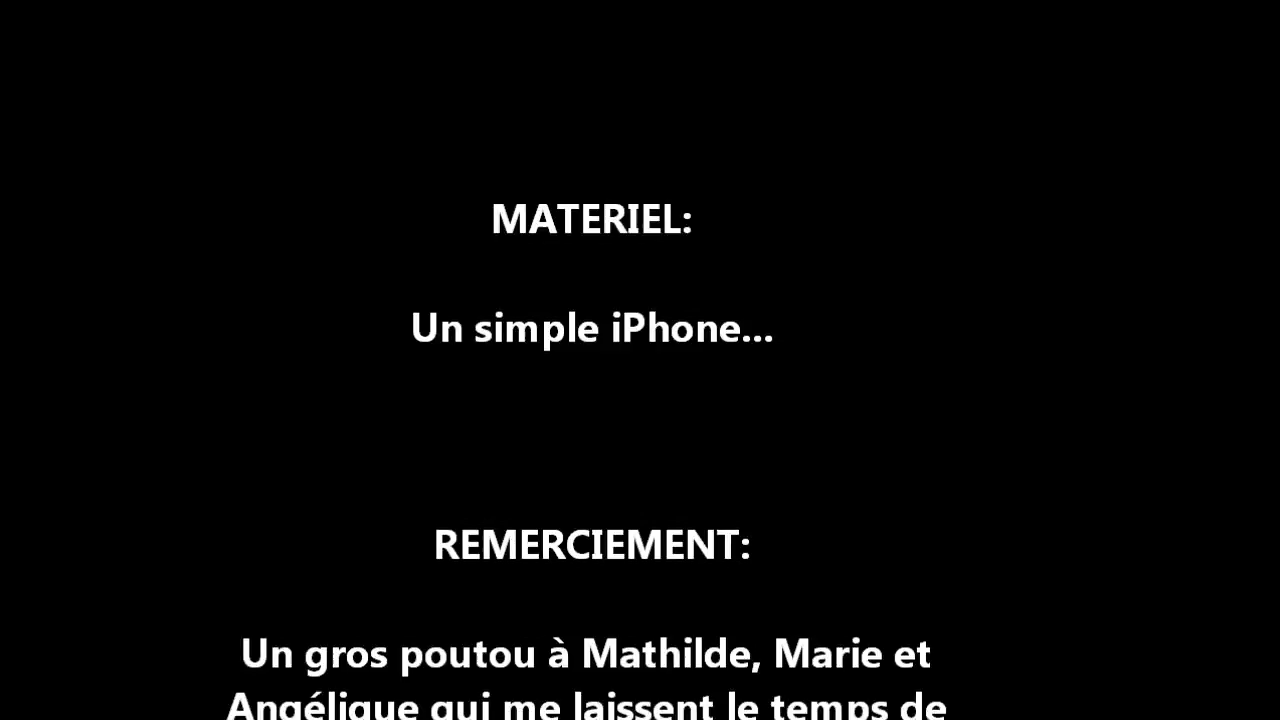 MATERIEL:
Un simple iPhone...
REMERCIEMENT:
Un gros poutou à Mathilde, Marie et
Angélique qui me laissent le temps de